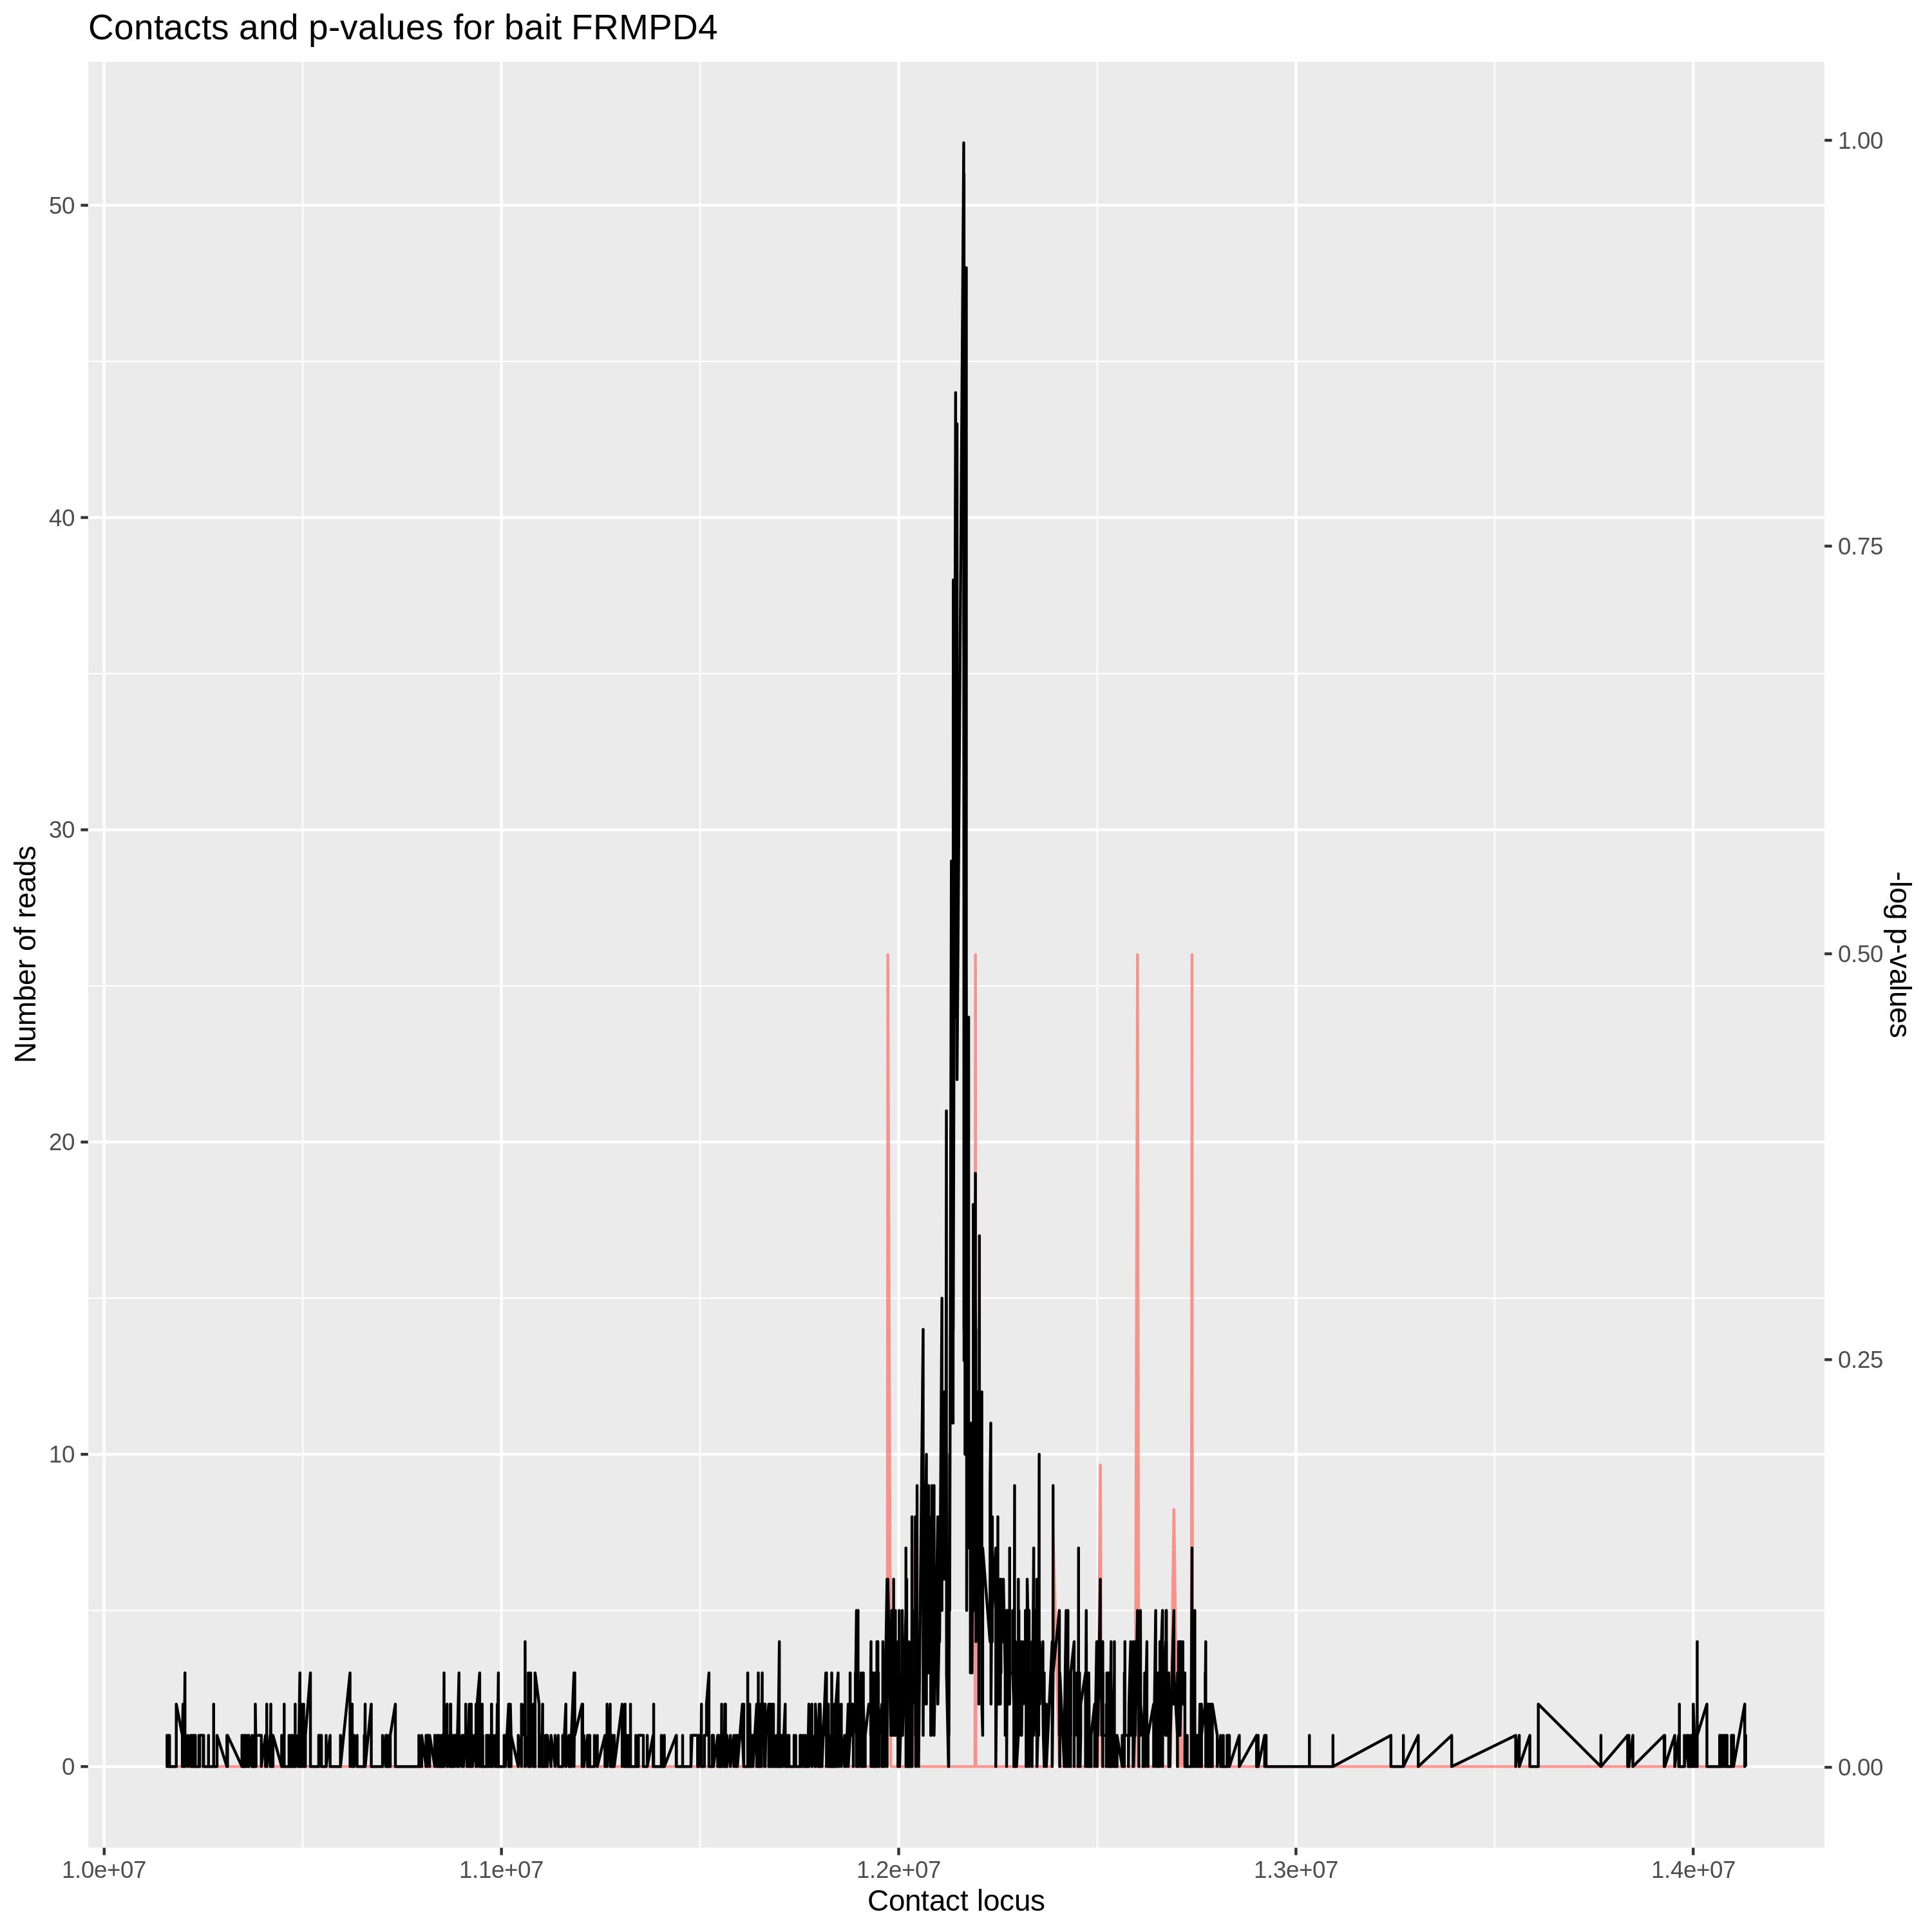 Contacts and p-values for bait FRMPD4
Number of reads
50
40
30
20
10
0
1.00
0.75
0.50
0.25
0.00
-log p-values
1.0e+07
1.1e+07
1.2e+07
1.3e+07
1.4e+07
Contact locus